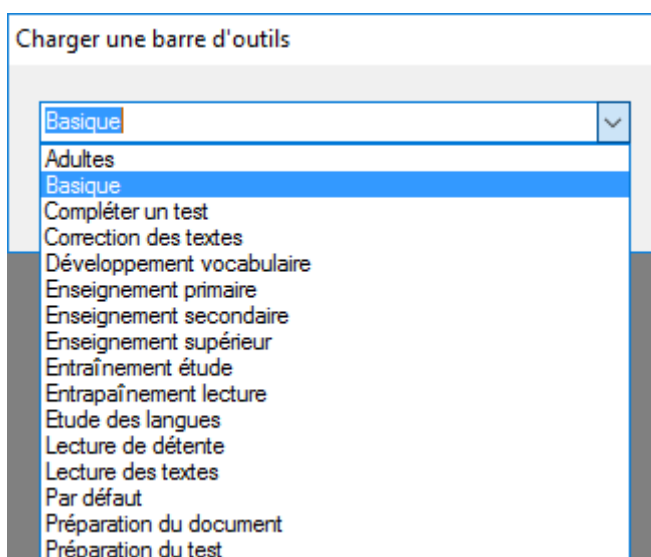 Charger une barre d'outils
Basique
Adultes
Basique
Compléter un test
Correction des textes
Développement vocabulaire
Enseignement primaire
Enseignement secondaire
Enseignement supérieur
Entraînement étude
Entrapaînement lecture
Etude des langues
Lecture de détente
Lecture des textes
Par défaut
Préparation du document
Préparation du test